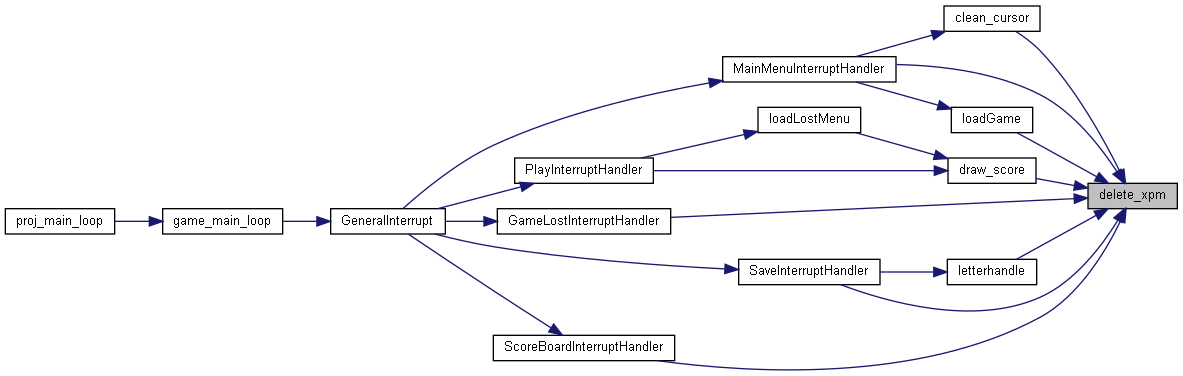 clean_cursor
MainMenuInterruptHandler
loadLostMenu
loadGame
PlayInterruptHandler
draw_score
delete_xpm
proj_main_loop
game_main_loop
GeneralInterrupt
GameLostInterruptHandler
SaveInterruptHandler
letterhandle
ScoreBoardInterruptHandler